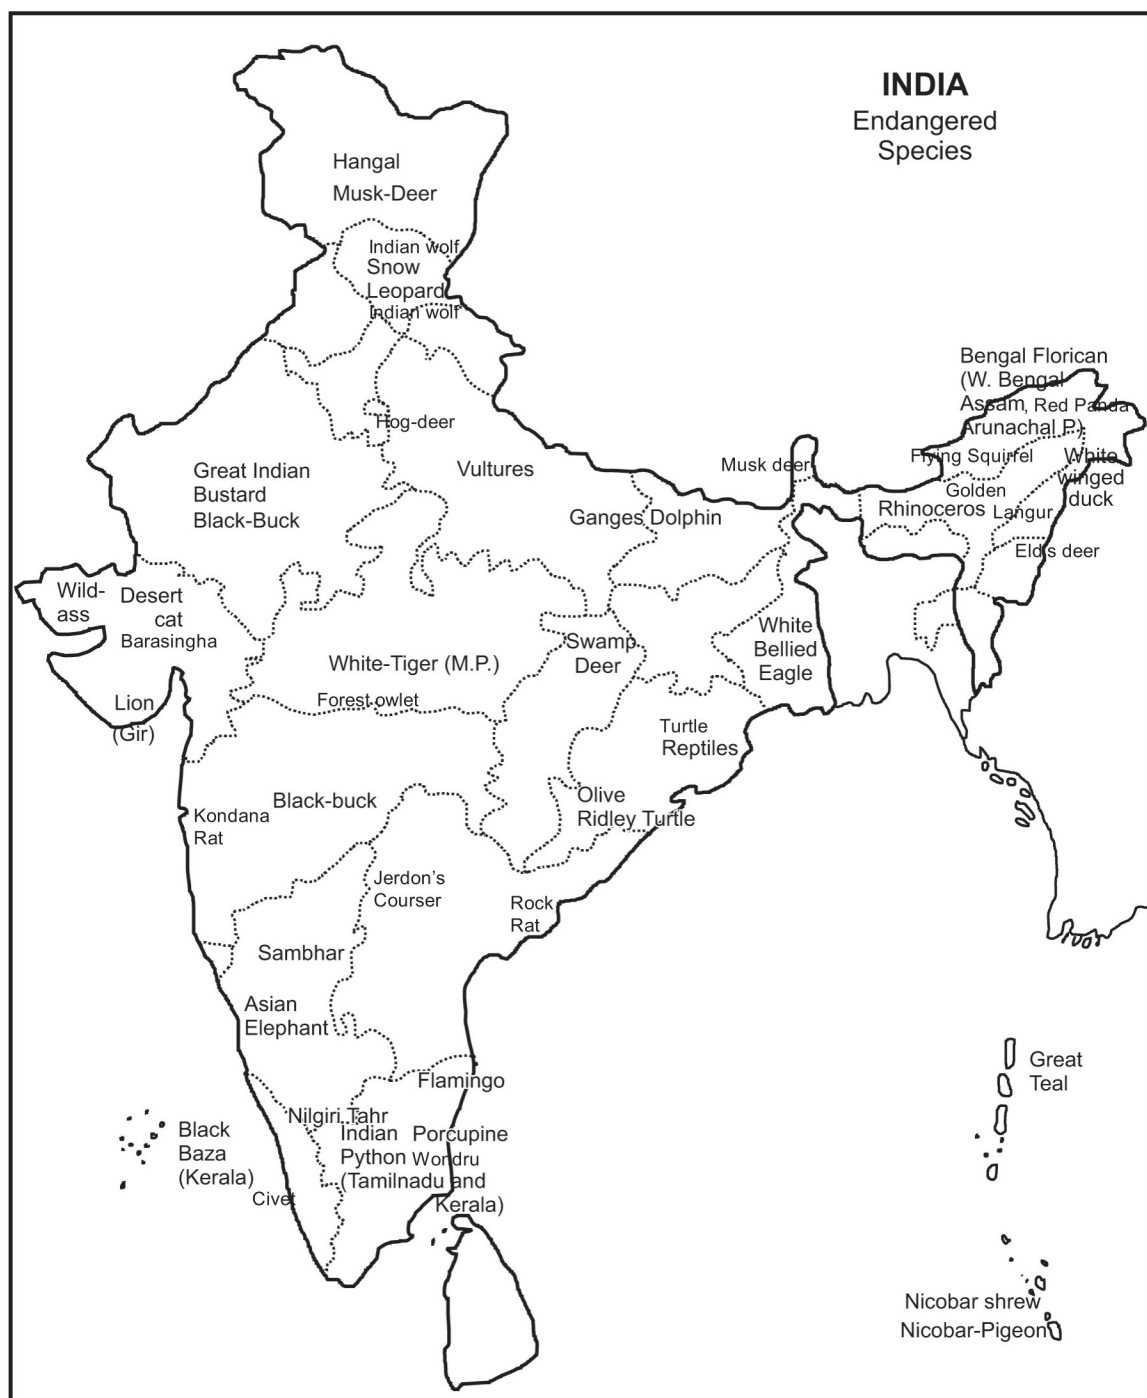 INDIA
Endangered
Species
Hangal
Musk-Deer
Indian wolf
Snow
Leopard
Indian wolf
Bengal Florican
(W. Bengal
Assam, Red Panda
Arunachal P.)
Hog-deer
Flying Squirrel
White
winged
duck
Musk deer
Great Indian
Bustard
Black-Buck
Vultures
Golden
Langur
Rhinoceros
Ganges Dolphin
Eld's deer
Wild-
ass
Desert
cat
Barasingha
White
Bellied
Eagle
Swamp
Deer
White-Tiger (M.P.)
Forest owlet
Lion
(Gir)
Turtle
Reptiles
Olive
Ridley Turtle
Black-buck
Kondana
Rat
Jerdon's
Courser
Rock
Rat
Sambhar
Asian
Elephant
Great
Teal
Flamingo
Nilgiri Tahr
Black
Baza
(Kerala)
Indian
Python
(Tamilnadu and
Kerala)
Porcupine
Wondru
Civet
Nicobar shrew
Nicobar-Pigeon